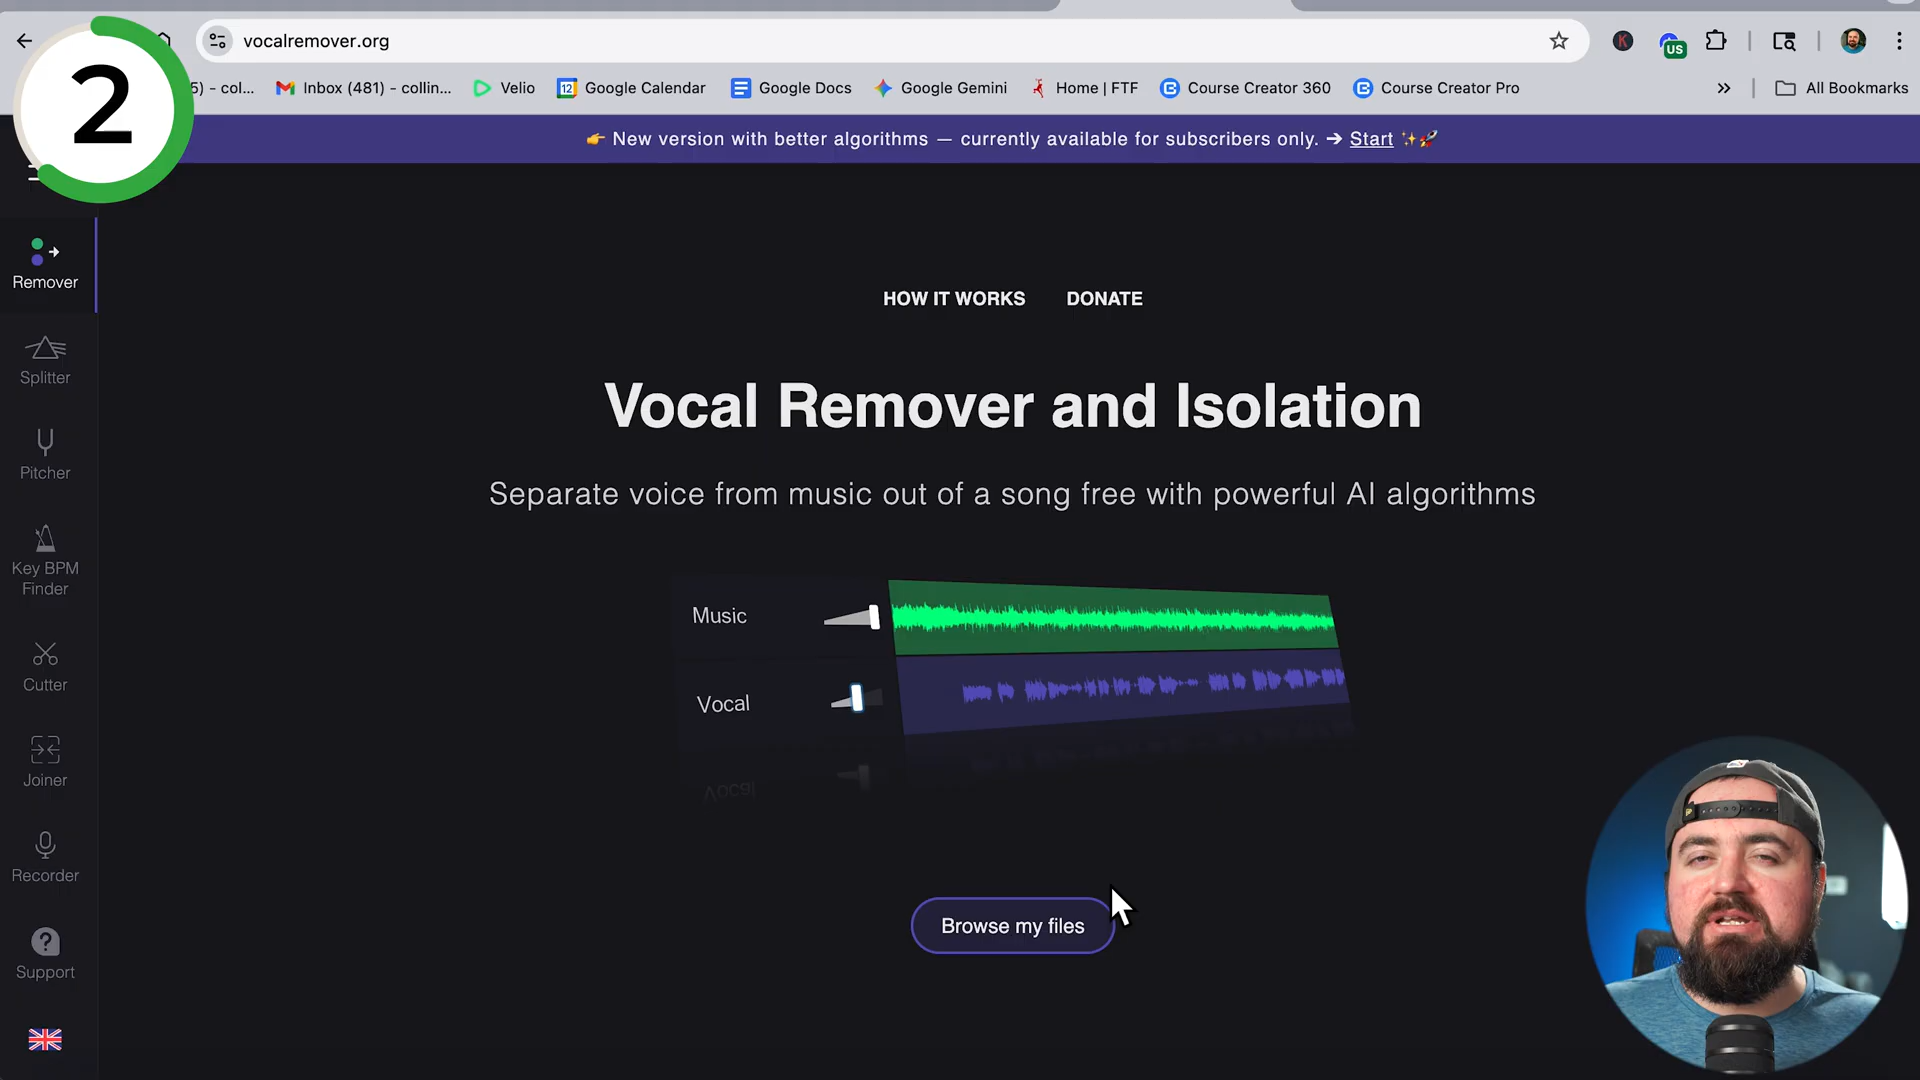 2
vocalremover.org
K
US
5) - col...
Inbox (481) - collin...
Velio
12
Google Calendar
Google Docs
Google Gemini
Home | FTF
Course Creator 360
Course Creator Pro
»
All Bookmarks
👉 New version with better algorithms — currently available for subscribers only. → Start ✨🚀
Remover
Splitter
Pitcher
Key BPM
Finder
Cutter
Joiner
Recorder
?
Support
HOW IT WORKS
DONATE
Vocal Remover and Isolation
Separate voice from music out of a song free with powerful AI algorithms
Music
Vocal
Vocal
Browse my files